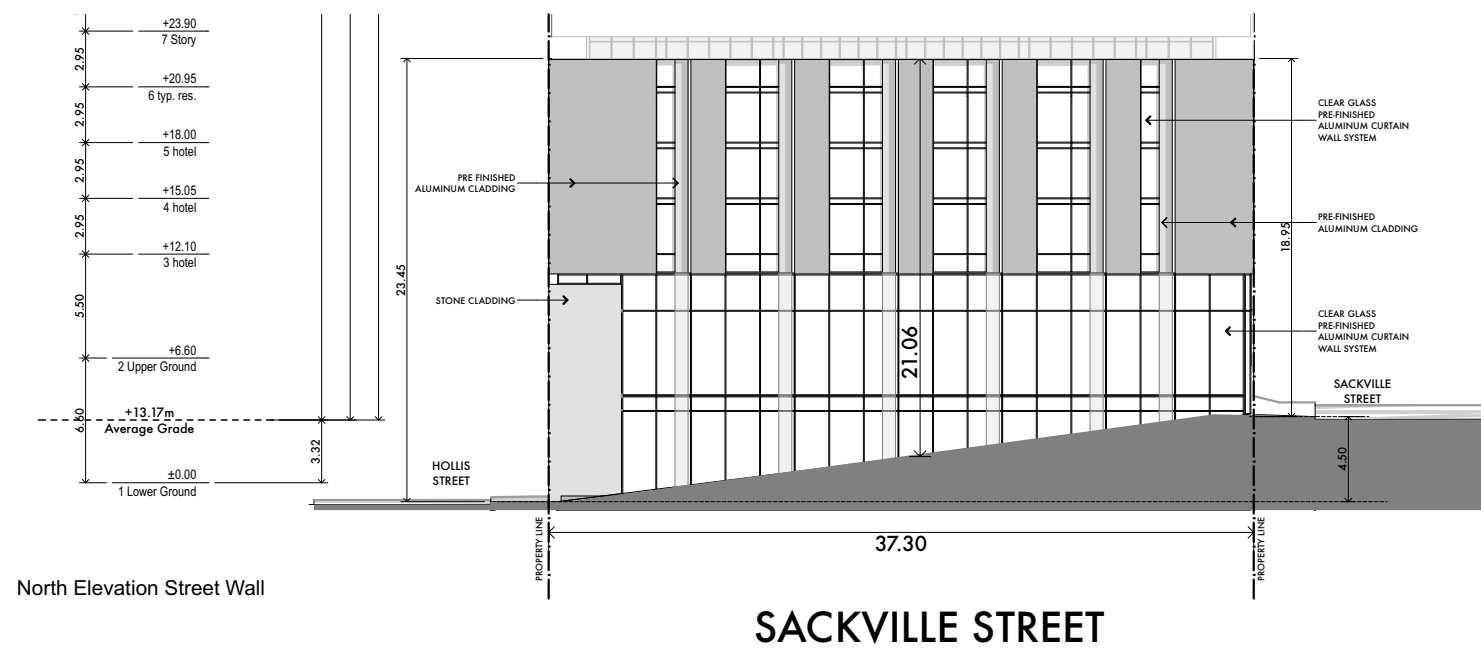 +23.90
7 Story
2.95
+20.95
6 typ. res.
2.95
+18.00
5 hotel
2.95
+15.05
4 hotel
2.95
+12.10
3 hotel
5.50
+6.60
2 Upper Ground
6.60
+13.17m
Average Grade
3.32
±0.00
1 Lower Ground
23.45
PRE FINISHED
ALUMINUM CLADDING
STONE CLADDING
HOLLIS
STREET
21.06
CLEAR GLASS
PRE-FINISHED
ALUMINUM CURTAIN
WALL SYSTEM
PRE-FINISHED
ALUMINUM CLADDING
18.95
CLEAR GLASS
PRE-FINISHED
ALUMINUM CURTAIN
WALL SYSTEM
SACKVILLE
STREET
4.50
PROPERTY LINE
37.30
PROPERTY LINE
North Elevation Street Wall
SACKVILLE STREET